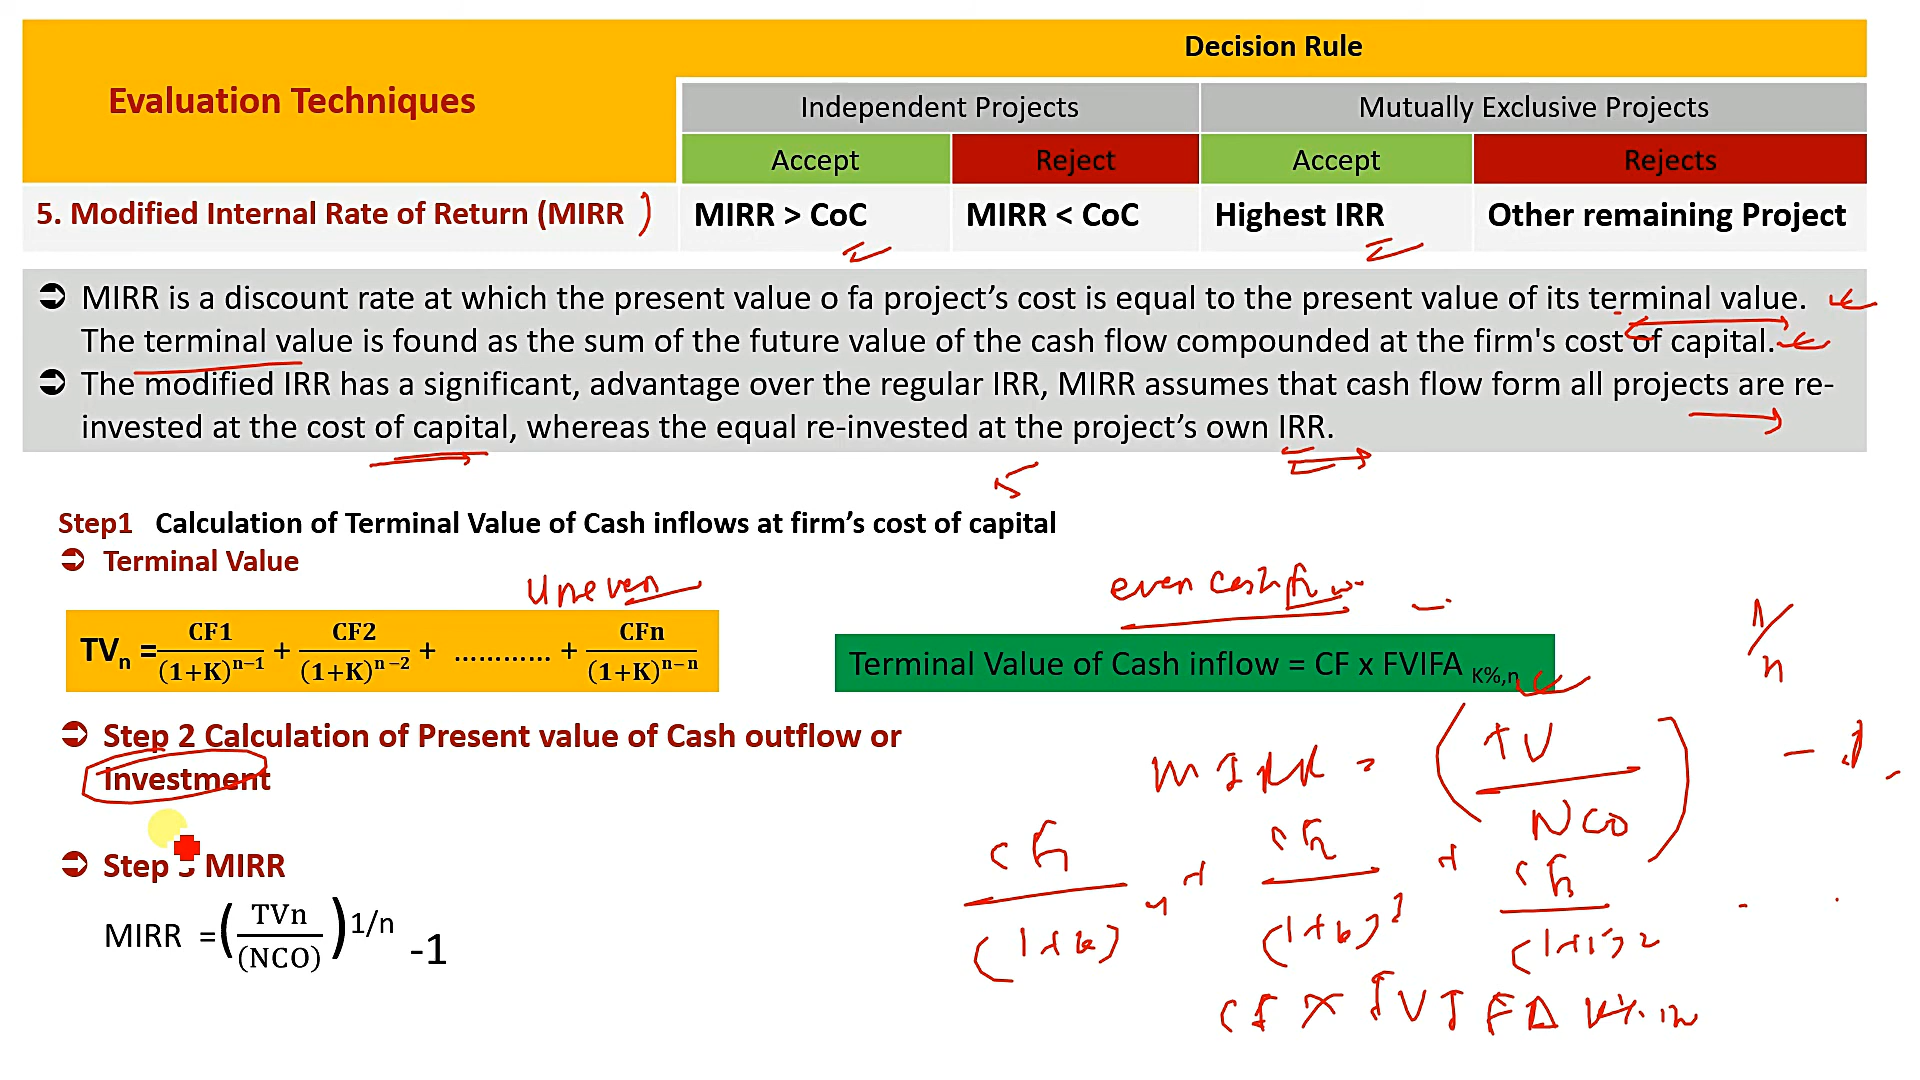 Decision Rule
Evaluation Techniques
Independent Projects Mutually Exclusive Projects
Accept Reject Accept Rejects
5. Modified Internal Rate of Return (MIRR ) MIRR > CoC MIRR < CoC Highest IRR Other remaining Project
MIRR is a discount rate at which the present value o fa project's cost is equal to the present value of its terminal value.
The terminal value is found as the sum of the future value of the cash flow compounded at the firm's cost of capital.
The modified IRR has a significant, advantage over the regular IRR, MIRR assumes that cash flow form all projects are re-
invested at the cost of capital, whereas the equal re-invested at the project's own IRR.
Step1 Calculation of Terminal Value of Cash inflows at firm's cost of capital
Terminal Value
Uneven
even cash flow
1/n
TVn = CF1/(1+K)^n−1 + CF2/(1+K)^n−2 + ………… + CFn/(1+K)^n−n
Terminal Value of Cash inflow = CF x FVIFA K%,n
Step 2 Calculation of Present value of Cash outflow or
Investment
MIRR = (TV/NCO) - 1
Step MIRR
MIRR = (TVn/(NCO))^1/n -1
CF X FVIFA K%,n